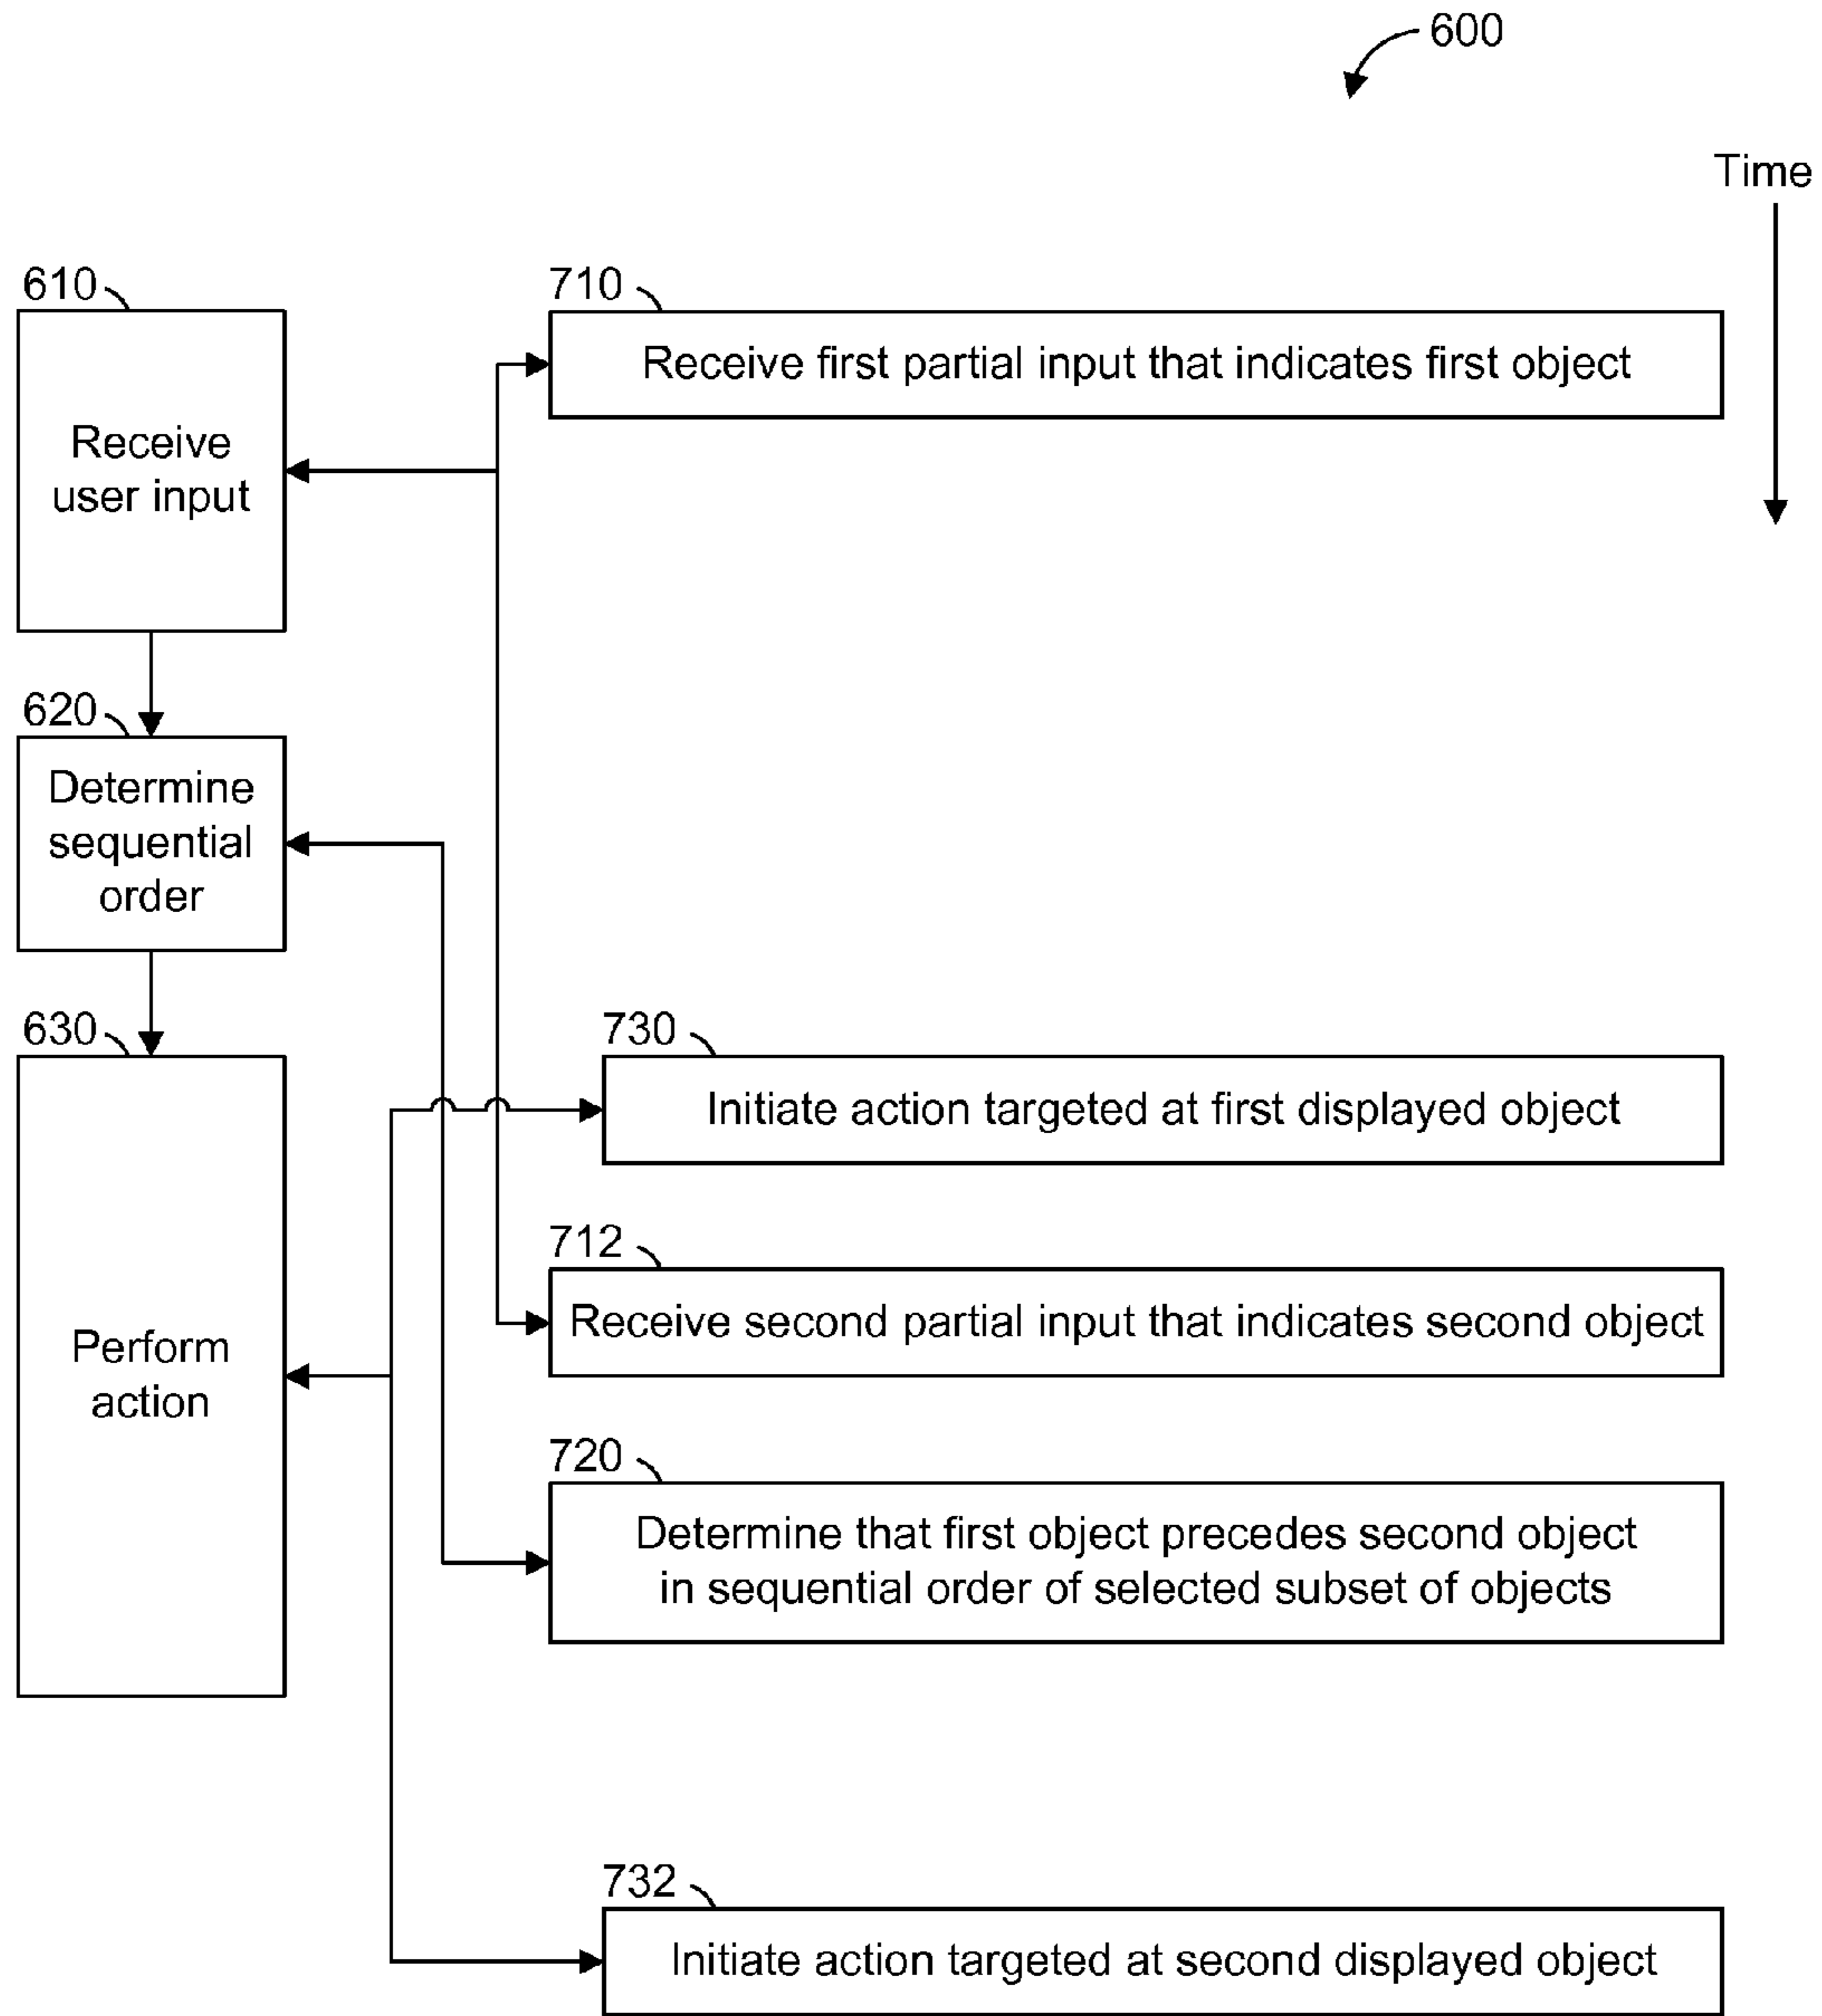 600
Time
610
Receive
user input
710
Receive first partial input that indicates first object
620
Determine
sequential
order
630
Perform
action
730
Initiate action targeted at first displayed object
712
Receive second partial input that indicates second object
720
Determine that first object precedes second object
in sequential order of selected subset of objects
732
Initiate action targeted at second displayed object